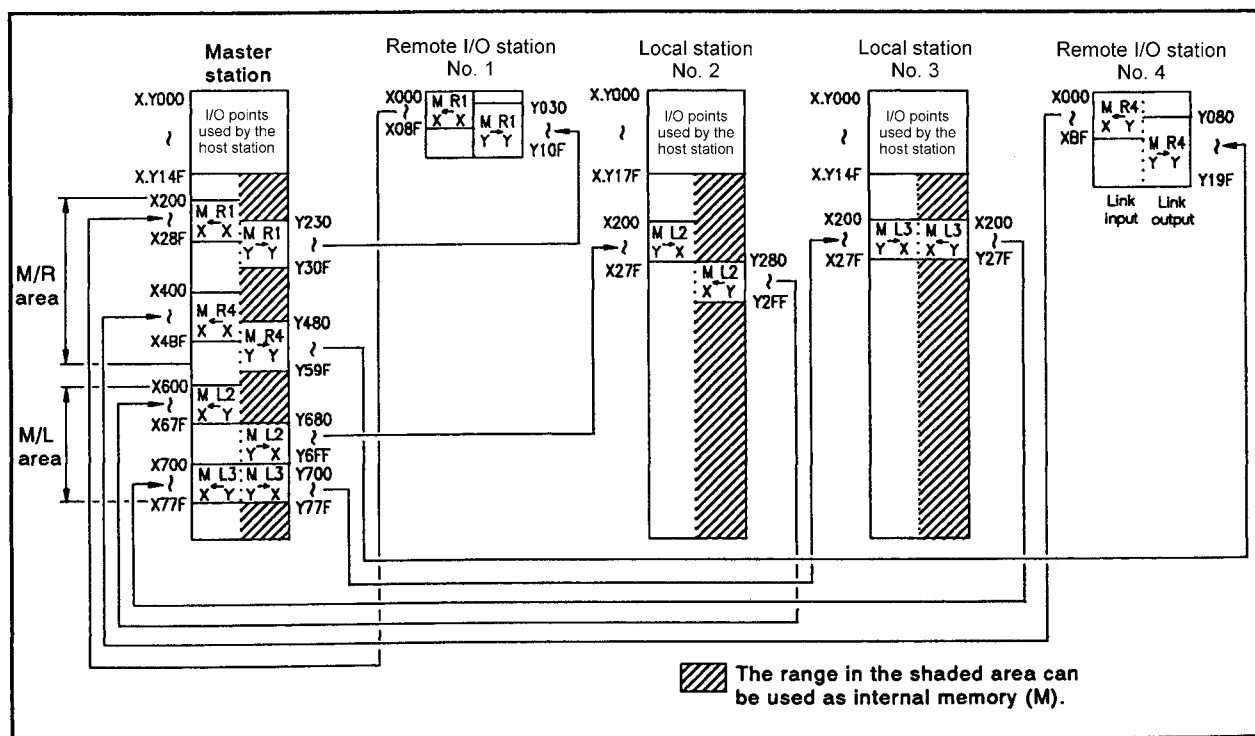 Master
station
X.Y000
I/O points
used by the
host station
X.Y14F
X200
M R1
X X
X28F
Y230
M R1
Y Y
Y30F
M/R
area
X400
M R4
X X
X4BF
Y480
M R4
Y Y
Y59F
M/L
area
X600
M L2
X Y
X67F
Y680
M L2
Y X
Y6FF
X700
M L3
X Y
X77F
M L3
Y X
Y700
Y77F
Remote I/O station
No. 1
X000
X08F
M R1
X X
Y030
M R1
Y Y
Y10F
Local station
No. 2
X.Y000
I/O points
used by the
host station
X.Y17F
X200
M L2
Y X
X27F
Y280
M L2
X Y
Y2FF
Local station
No. 3
X.Y000
I/O points
used by the
host station
X.Y14F
X200
M L3
Y X
X27F
M L3
X Y
X200
Y27F
Remote I/O station
No. 4
X000
XBF
M R4
X Y
Y080
M R4
Y Y
Y19F
Link
input
Link
output
The range in the shaded area can
be used as internal memory (M).